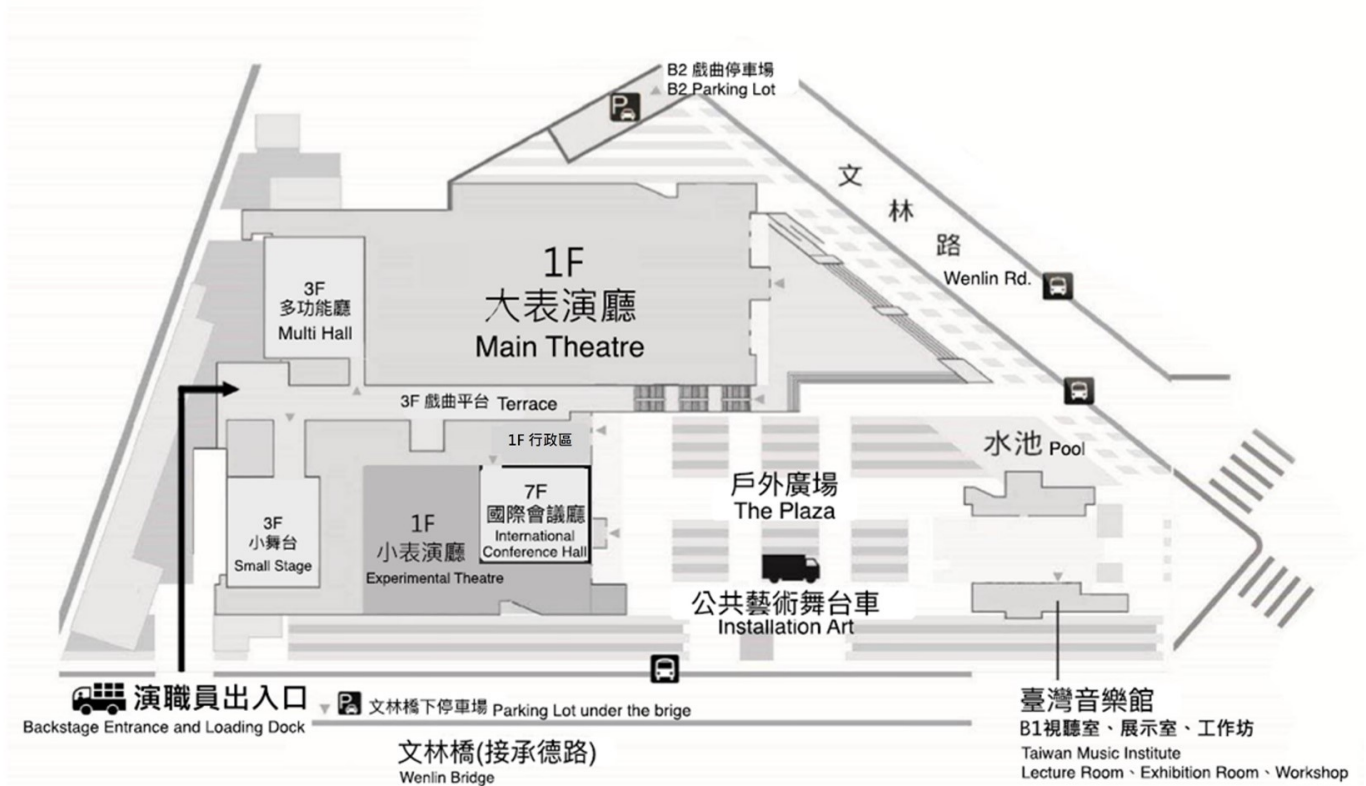 B2 戲曲停車場
B2 Parking Lot
P
文
林
路
Wenlin Rd.
1F
大表演廳
Main Theatre
3F
多功能廳
Multi Hall
3F 戲曲平台 Terrace
1F 行政區
水池 Pool
7F
國際會議廳
International
Conference Hall
戶外廣場
The Plaza
3F
小舞台
Small Stage
1F
小表演廳
Experimental Theatre
公共藝術舞台車
Installation Art
演職員出入口
Backstage Entrance and Loading Dock
P
文林橋下停車場 Parking Lot under the brige
文林橋(接承德路)
Wenlin Bridge
臺灣音樂館
B1視聽室、展示室、工作坊
Taiwan Music Institute
Lecture Room、Exhibition Room、Workshop